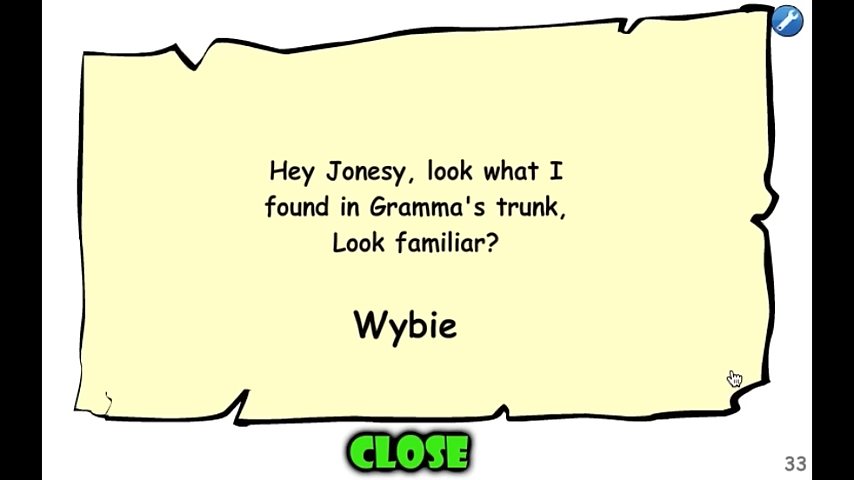 Hey Jonesy, look what I
found in Gramma's trunk,
Look familiar?
Wybie
CLOSE
33